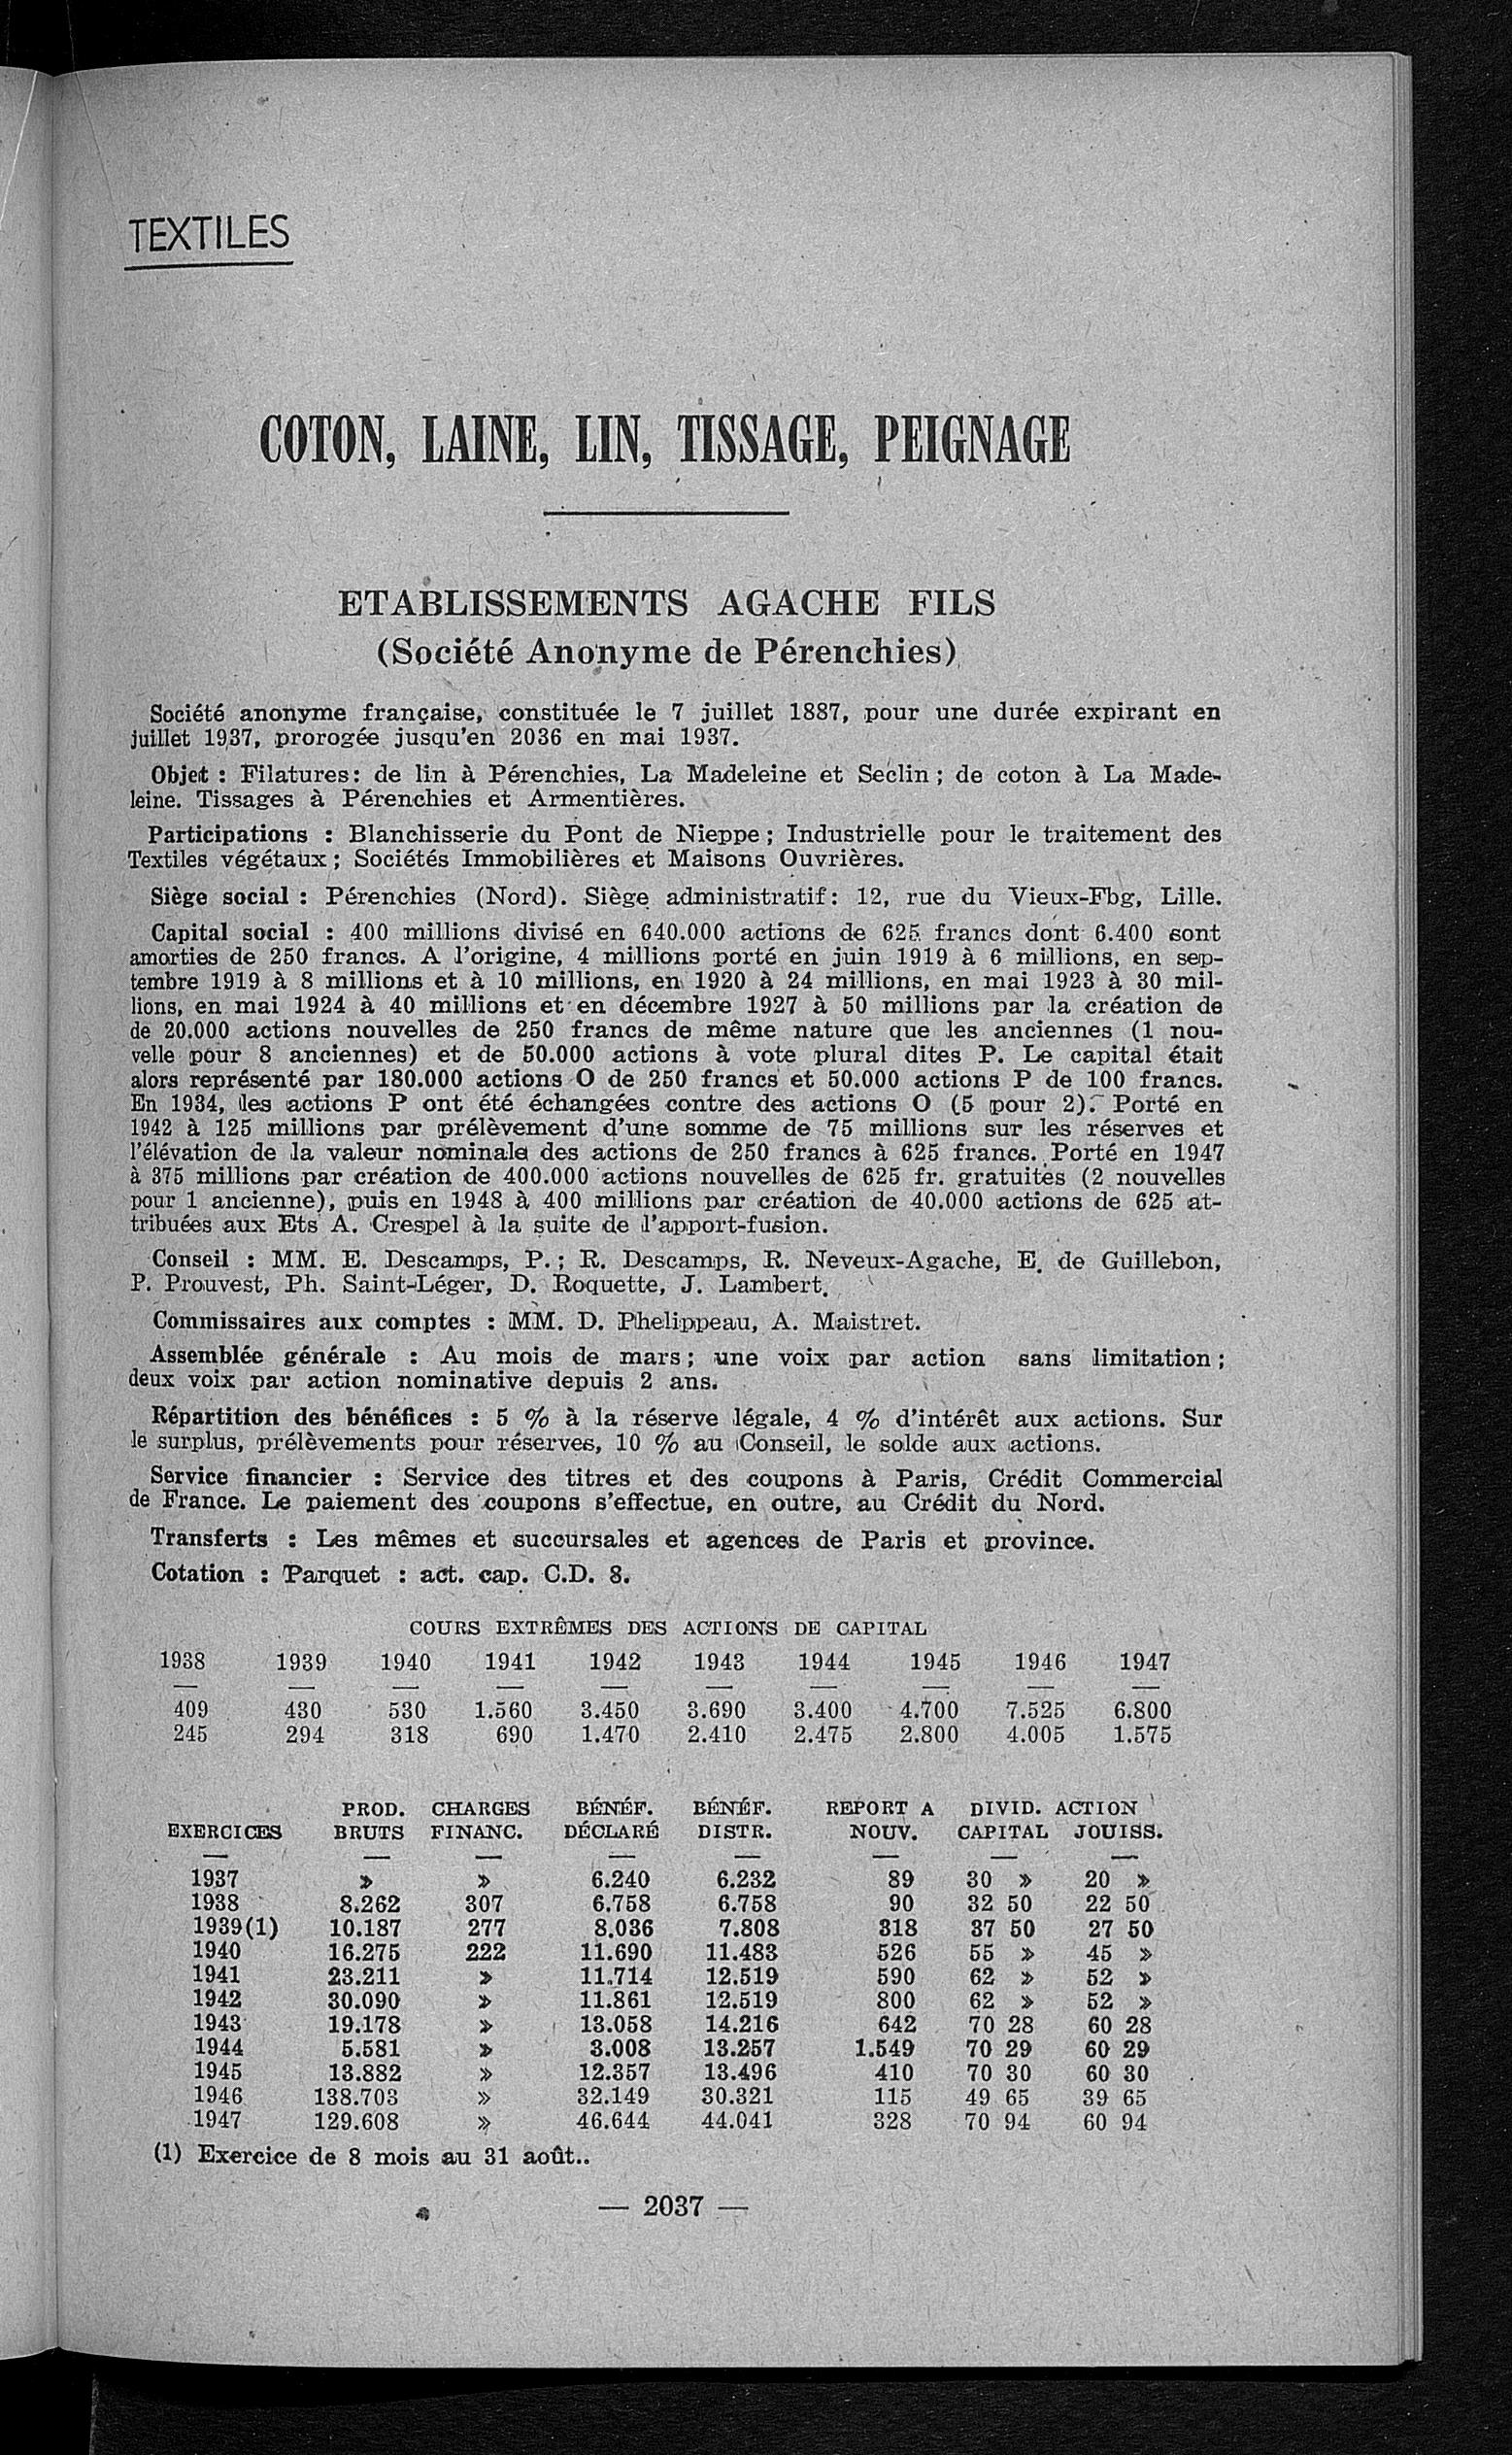 TEXTILES
COTON, LAINE, LIN, TISSAGE, PEIGNAGE
ETABLISSEMENTS AGACHE FILS
(Société Anonyme de Pérenchies)
Société anonyme française, constituée le 7 juillet 1887, pour une durée expirant en
juillet 1937, prorogée jusqu'en 2036 en mai 1937.
Objet : Filatures: de lin à Pérenchies, La Madeleine et Seclin; de coton à La Made-
leine. Tissages à Pérenchies et Armentières.
Participations : Blanchisserie du Pont de Nieppe; Industrielle pour le traitement des
Textiles végétaux; Sociétés Immobilières et Maisons Ouvrières.
Siège social : Pérenchies (Nord). Siège administratif: 12, rue du Vieux-Fbg, Lille.
Capital social : 400 millions divisé en 640.000 actions de 625 francs dont 6.400 sont
amorties de 250 francs. A l'origine, 4 millions porté en juin 1919 à 6 millions, en sep-
tembre 1919 à 8 millions et à 10 millions, en 1920 à 24 millions, en mai 1923 à 30 mil-
lions, en mai 1924 à 40 millions et en décembre 1927 à 50 millions par la création de
de 20.000 actions nouvelles de 250 francs de même nature que les anciennes (1 nou-
velle pour 8 anciennes) et de 50.000 actions à vote plural dites P. Le capital était
alors représenté par 180.000 actions O de 250 francs et 50.000 actions P de 100 francs.
En 1934, les actions P ont été échangées contre des actions O (5 pour 2). Porté en
1942 à 125 millions par prélèvement d'une somme de 75 millions sur les réserves et
l'élévation de la valeur nominale des actions de 250 francs à 625 francs. Porté en 1947
à 375 millions par création de 400.000 actions nouvelles de 625 fr. gratuites (2 nouvelles
pour 1 ancienne), puis en 1948 à 400 millions par création de 40.000 actions de 625 at-
tribuées aux Ets A. Crespel à la suite de l'apport-fusion.
Conseil : MM. E. Descamps, P.; R. Descamps, R. Neveux-Agache, E. de Guillebon,
P. Prouvest, Ph. Saint-Léger, D. Roquette, J. Lambert.
Commissaires aux comptes : MM. D. Phelippeau, A. Maistret.
Assemblée générale : Au mois de mars; une voix par action sans limitation;
deux voix par action nominative depuis 2 ans.
Répartition des bénéfices : 5 % à la réserve légale, 4 % d'intérêt aux actions. Sur
le surplus, prélèvements pour réserves, 10 % au Conseil, le solde aux actions.
Service financier : Service des titres et des coupons à Paris, Crédit Commercial
de France. Le paiement des coupons s'effectue, en outre, au Crédit du Nord.
Transferts : Les mêmes et succursales et agences de Paris et province.
Cotation : Parquet : act. cap. C.D. 8.
COURS EXTRÊMES DES ACTIONS DE CAPITAL
1938 1939 1940 1941 1942 1943 1944 1945 1946 1947
409 430 530 1.560 3.450 3.690 3.400 4.700 7.525 6.800
245 294 318 690 1.470 2.410 2.475 2.800 4.005 1.575
PROD. CHARGES BÉNÉF. BÉNÉF. REPORT A DIVID. ACTION
EXERCICES BRUTS FINANC. DÉCLARÉ DISTR. NOUV. CAPITAL JOUISS.
1937 » » 6.240 6.232 89 30 » 20 »
1938 8.262 307 6.758 6.758 90 32 50 22 50
1939(1) 10.187 277 8.036 7.808 318 37 50 27 50
1940 16.275 222 11.690 11.483 526 55 » 45 »
1941 23.211 » 11.714 12.519 590 62 » 52 »
1942 30.090 » 11.861 12.519 800 62 » 52 »
1943 19.178 » 13.058 14.216 642 70 28 60 28
1944 5.581 » 3.008 13.257 1.549 70 29 60 29
1945 13.882 » 12.357 13.496 410 70 30 60 30
1946 138.703 » 32.149 30.321 115 49 65 39 65
1947 129.608 » 46.644 44.041 328 70 94 60 94
(1) Exercice de 8 mois au 31 août..
— 2037 —